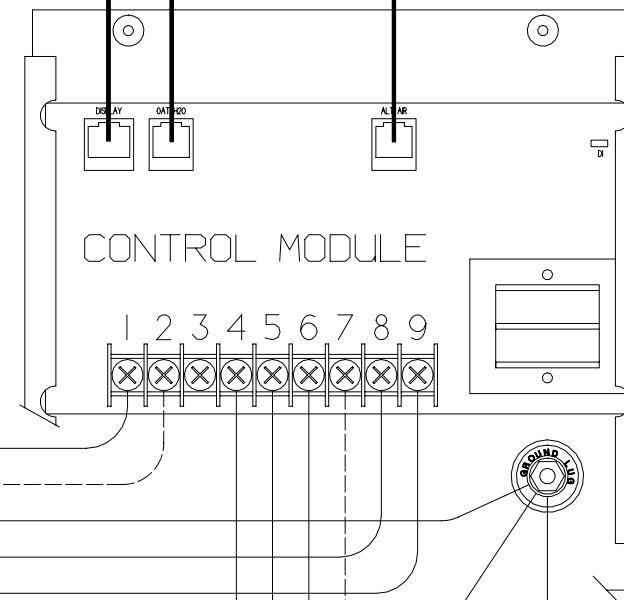 DISPLAY OAT/H2O ALT AIR
DI
CONTROL MODULE
1 2 3 4 5 6 7 8 9
GROUND LUG